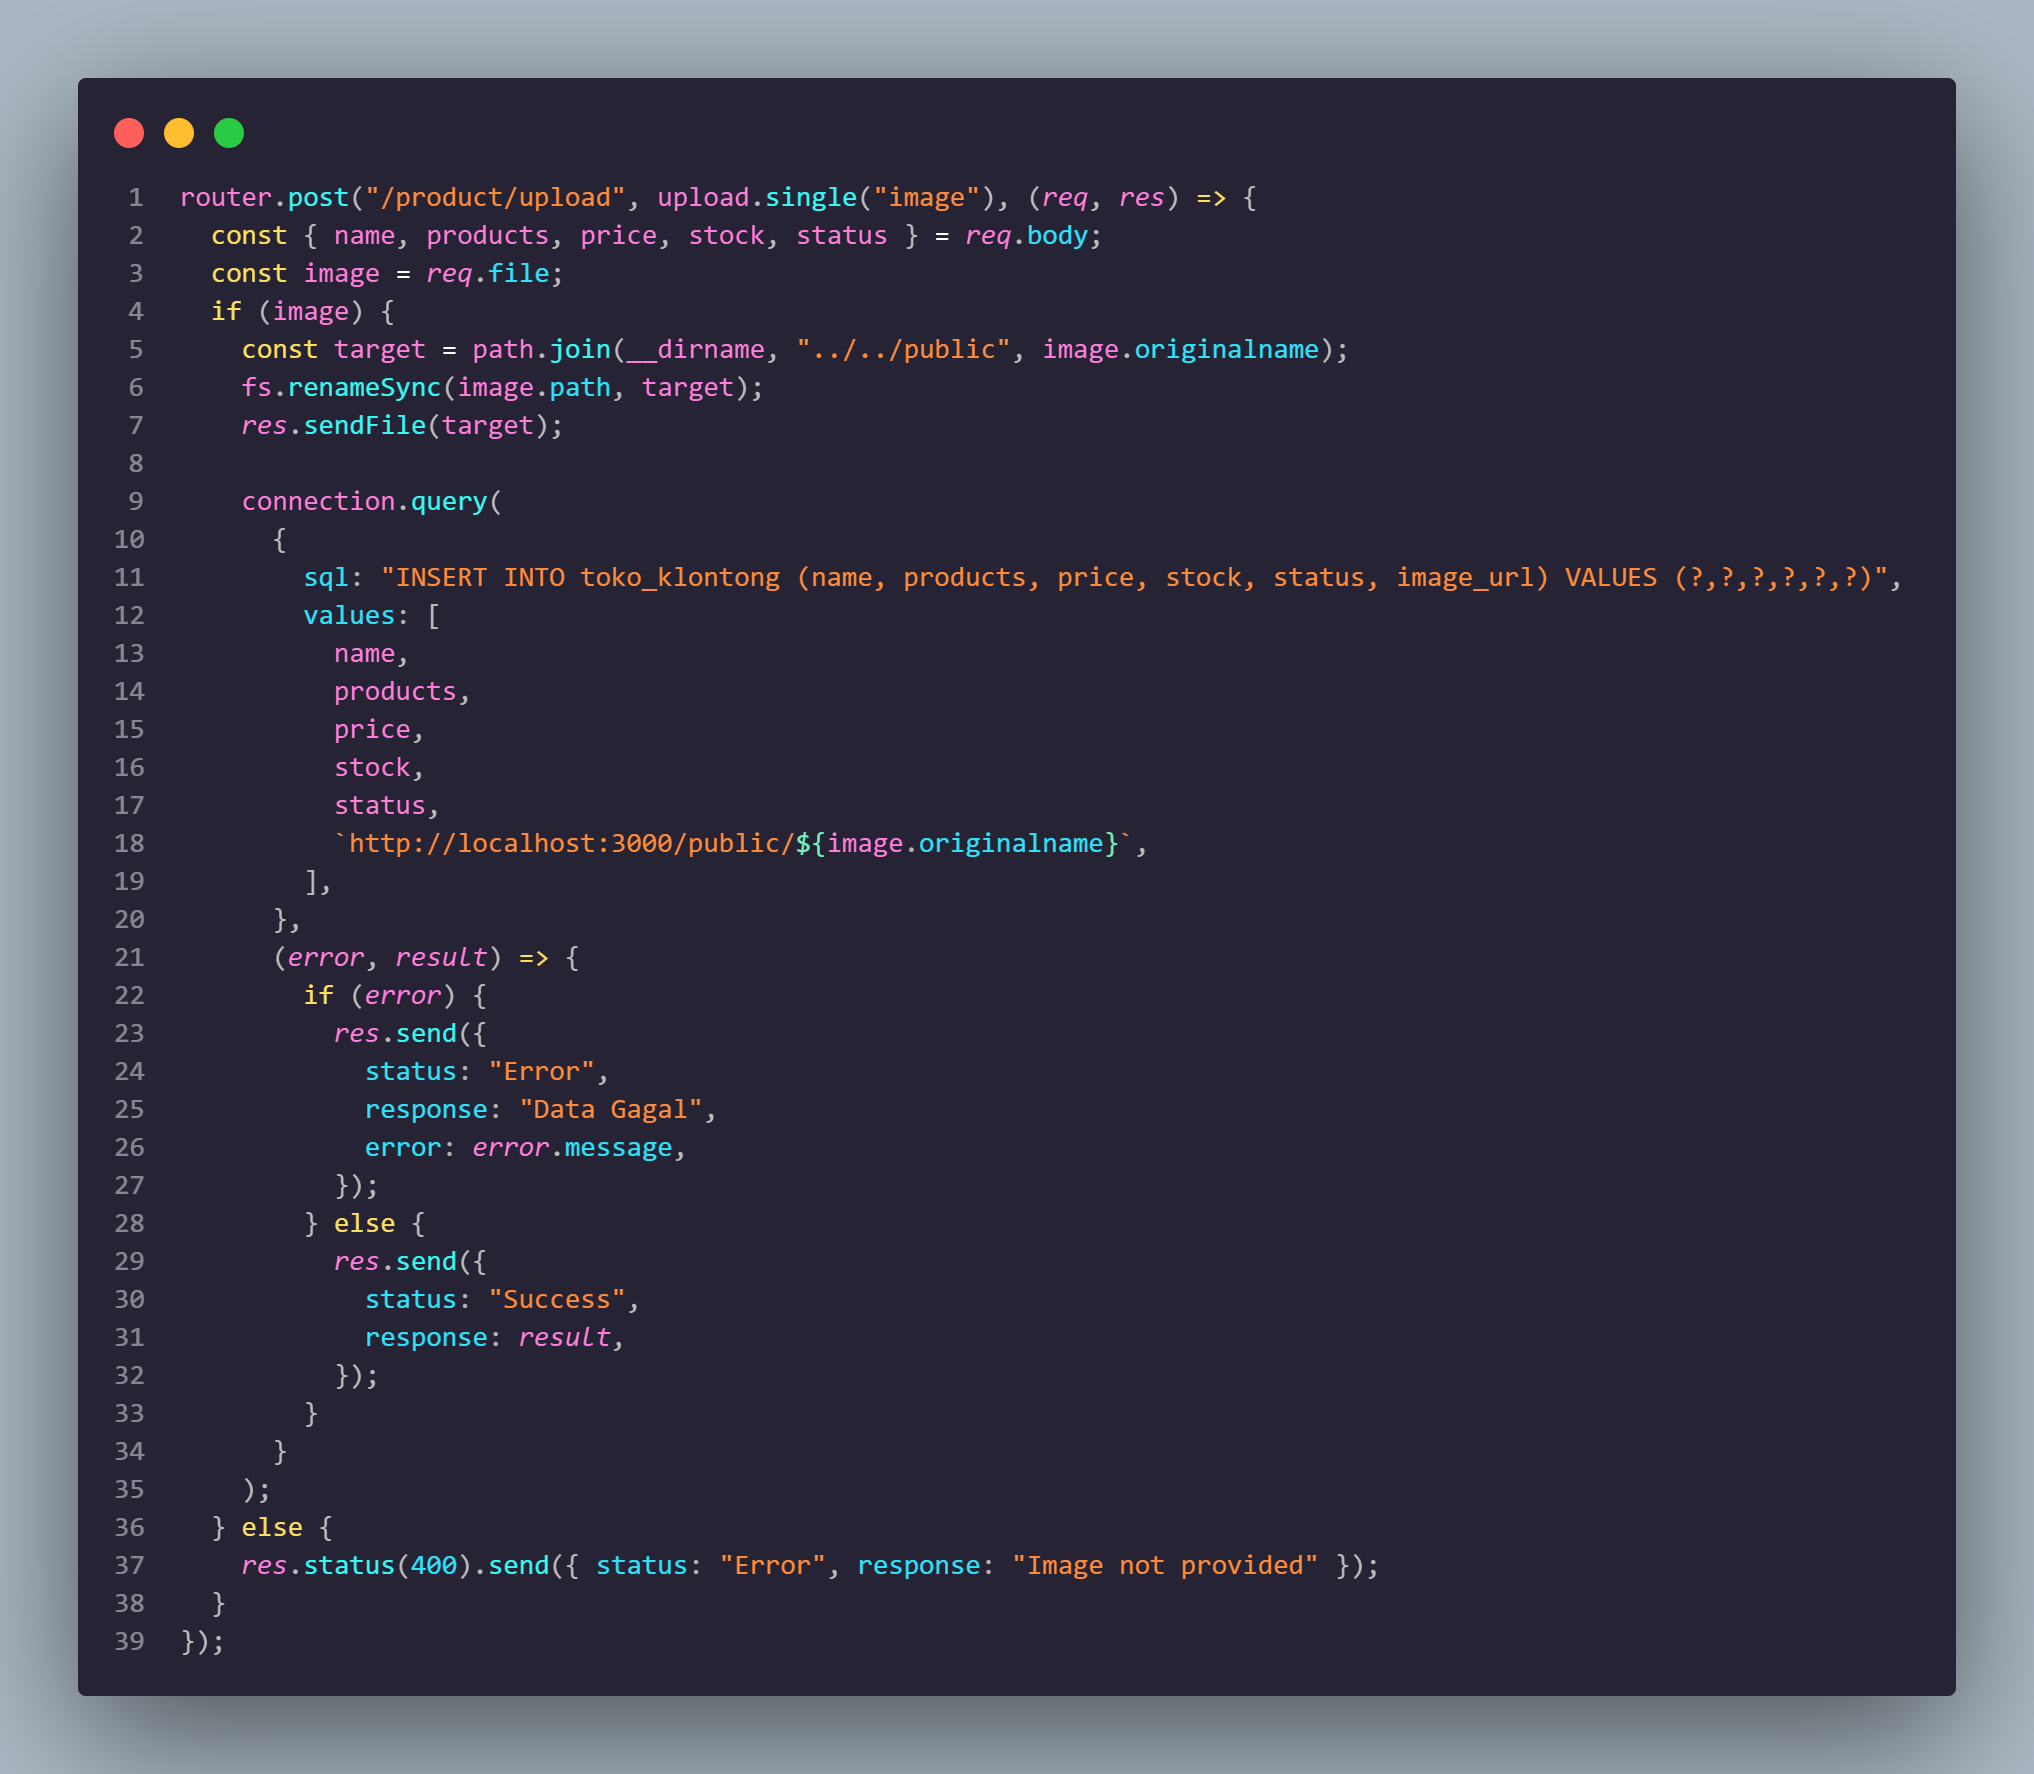 1 router.post("/product/upload", upload.single("image"), (req, res) => {
2   const { name, products, price, stock, status } = req.body;
3   const image = req.file;
4   if (image) {
5     const target = path.join(__dirname, "../../public", image.originalname);
6     fs.renameSync(image.path, target);
7     res.sendFile(target);
8
9     connection.query(
10       {
11         sql: "INSERT INTO toko_klontong (name, products, price, stock, status, image_url) VALUES (?,?,?,?,?,?)",
12         values: [
13           name,
14           products,
15           price,
16           stock,
17           status,
18           `http://localhost:3000/public/${image.originalname}`,
19         ],
20       },
21       (error, result) => {
22         if (error) {
23           res.send({
24             status: "Error",
25             response: "Data Gagal",
26             error: error.message,
27           });
28         } else {
29           res.send({
30             status: "Success",
31             response: result,
32           });
33         }
34       }
35     );
36   } else {
37     res.status(400).send({ status: "Error", response: "Image not provided" });
38   }
39 });